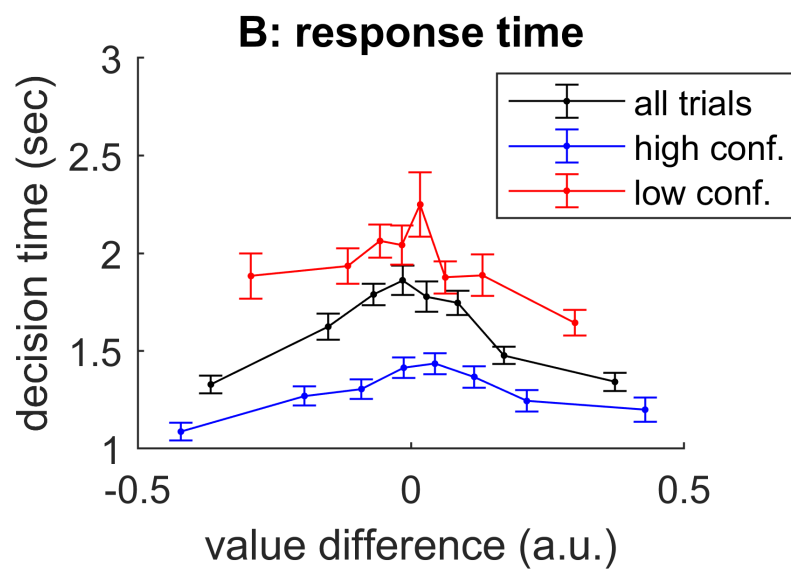 B: response time
decision time (sec)
3
2.5
2
1.5
1
-0.5
0
0.5
value difference (a.u.)
all trials
high conf.
low conf.